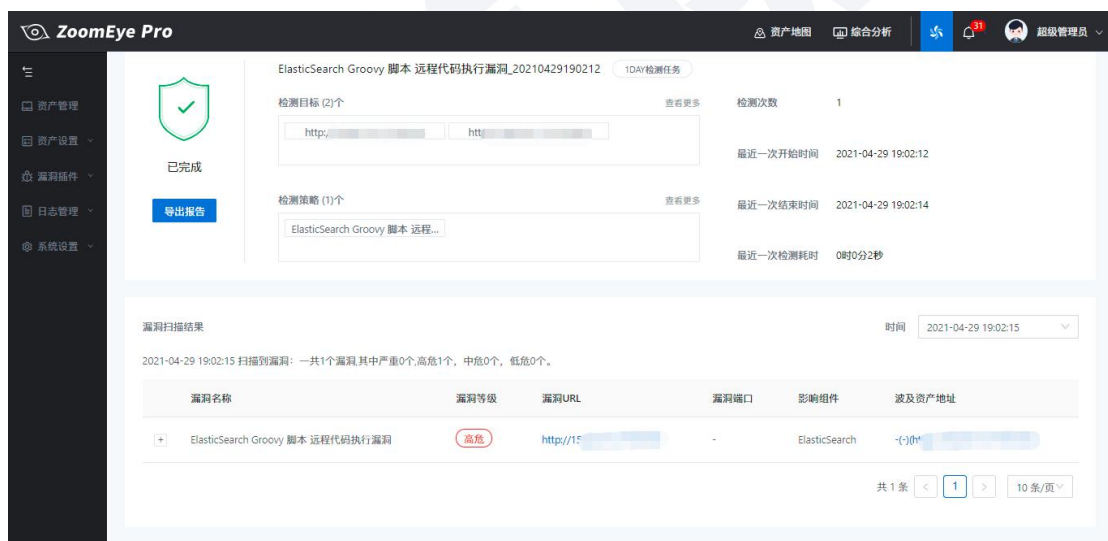 ZoomEye Pro
资产地图
综合分析
31
超级管理员
资产管理
资产设置
漏洞插件
日志管理
系统设置
已完成
导出报告
ElasticSearch Groovy 脚本 远程代码执行漏洞_20210429190212
1DAY检测任务
检测目标 (2)个
查看更多
http:/
htt
检测策略 (1)个
查看更多
ElasticSearch Groovy 脚本 远程...
检测次数 1
最近一次开始时间 2021-04-29 19:02:12
最近一次结束时间 2021-04-29 19:02:14
最近一次检测耗时 0时0分2秒
漏洞扫描结果
时间 2021-04-29 19:02:15
2021-04-29 19:02:15 扫描到漏洞：一共1个漏洞,其中严重0个,高危1个，中危0个，低危0个。
漏洞名称 漏洞等级 漏洞URL 漏洞端口 影响组件 波及资产地址
+ ElasticSearch Groovy 脚本 远程代码执行漏洞 高危 http://15 - ElasticSearch -(-)(ht
共 1 条 < 1 > 10 条/页